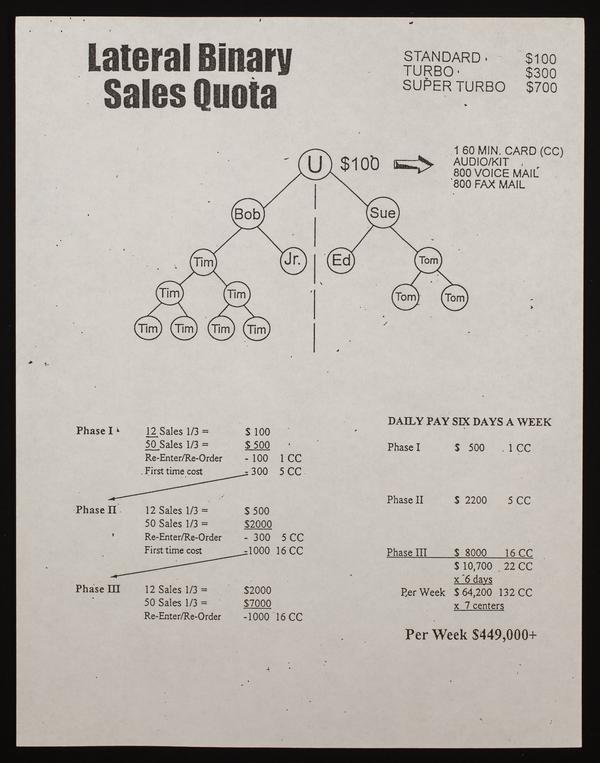 Lateral Binary
Sales Quota
STANDARD $100
TURBO $300
SUPER TURBO $700
U $100
1 60 MIN. CARD (CC)
AUDIO/KIT
800 VOICE MAIL
800 FAX MAIL
Bob Sue
Tim Jr. Ed Tom
Tim Tim Tom Tom
Tim Tim Tim Tim
Phase I 12 Sales 1/3 = $ 100
50 Sales 1/3 = $ 500
Re-Enter/Re-Order - 100 1 CC
First time cost - 300 5 CC
Phase II 12 Sales 1/3 = $ 500
50 Sales 1/3 = $2000
Re-Enter/Re-Order - 300 5 CC
First time cost -1000 16 CC
Phase III 12 Sales 1/3 = $2000
50 Sales 1/3 = $7000
Re-Enter/Re-Order -1000 16 CC
DAILY PAY SIX DAYS A WEEK
Phase I $ 500 1 CC
Phase II $ 2200 5 CC
Phase III $ 8000 16 CC
$ 10,700 22 CC
x 6 days
Per Week $ 64,200 132 CC
x 7 centers
Per Week $449,000+